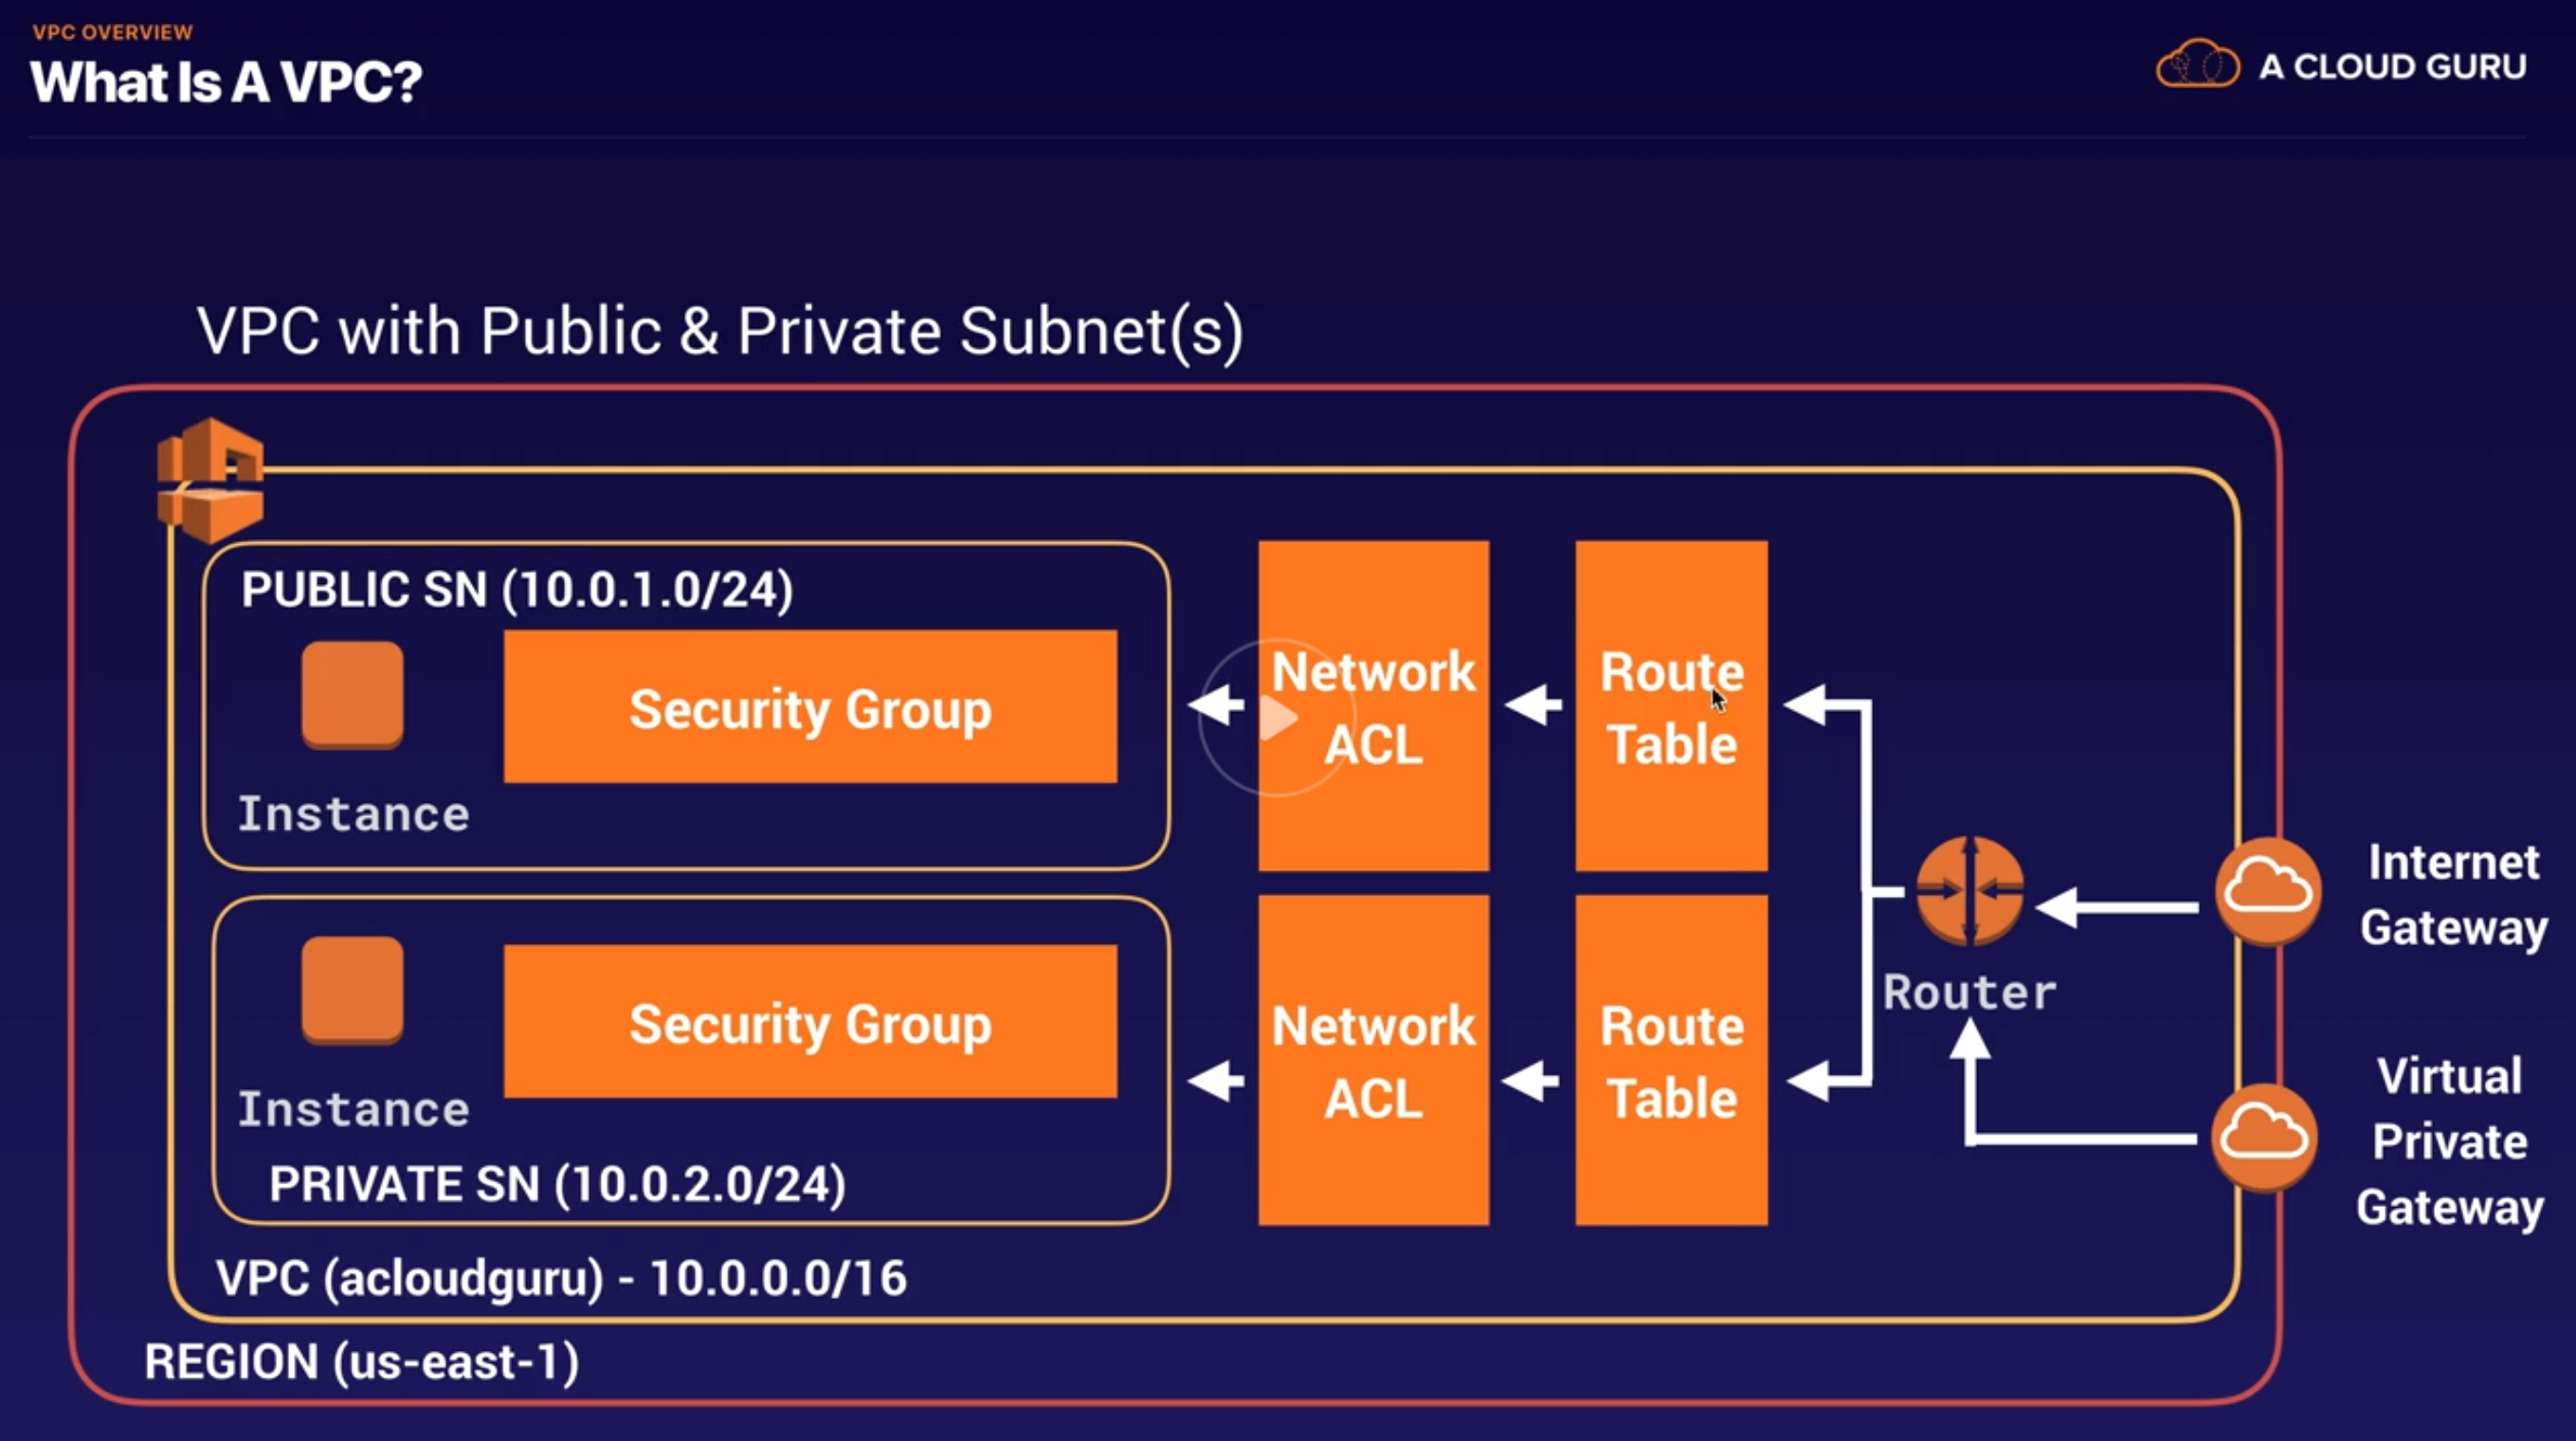 VPC OVERVIEW
What Is A VPC?
A CLOUD GURU
VPC with Public & Private Subnet(s)
PUBLIC SN (10.0.1.0/24)
Security Group
Instance
Network
ACL
Route
Table
Security Group
Instance
PRIVATE SN (10.0.2.0/24)
Network
ACL
Route
Table
Router
Internet
Gateway
Virtual
Private
Gateway
VPC (acloudguru) - 10.0.0.0/16
REGION (us-east-1)